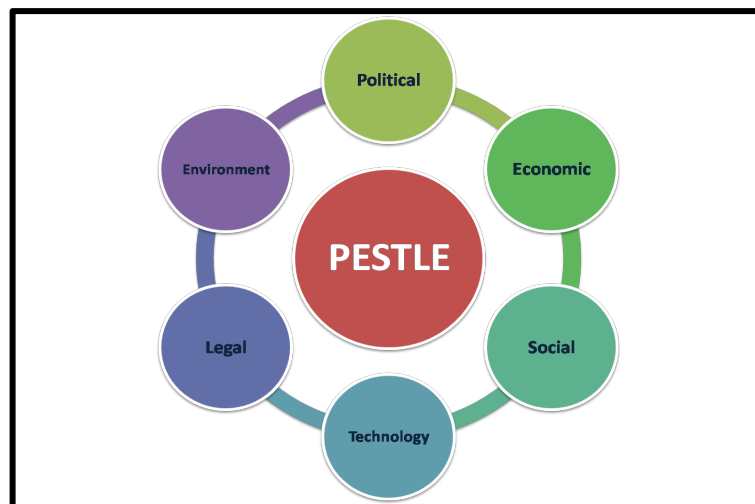 Political
Economic
Social
Technology
Legal
Environment
PESTLE